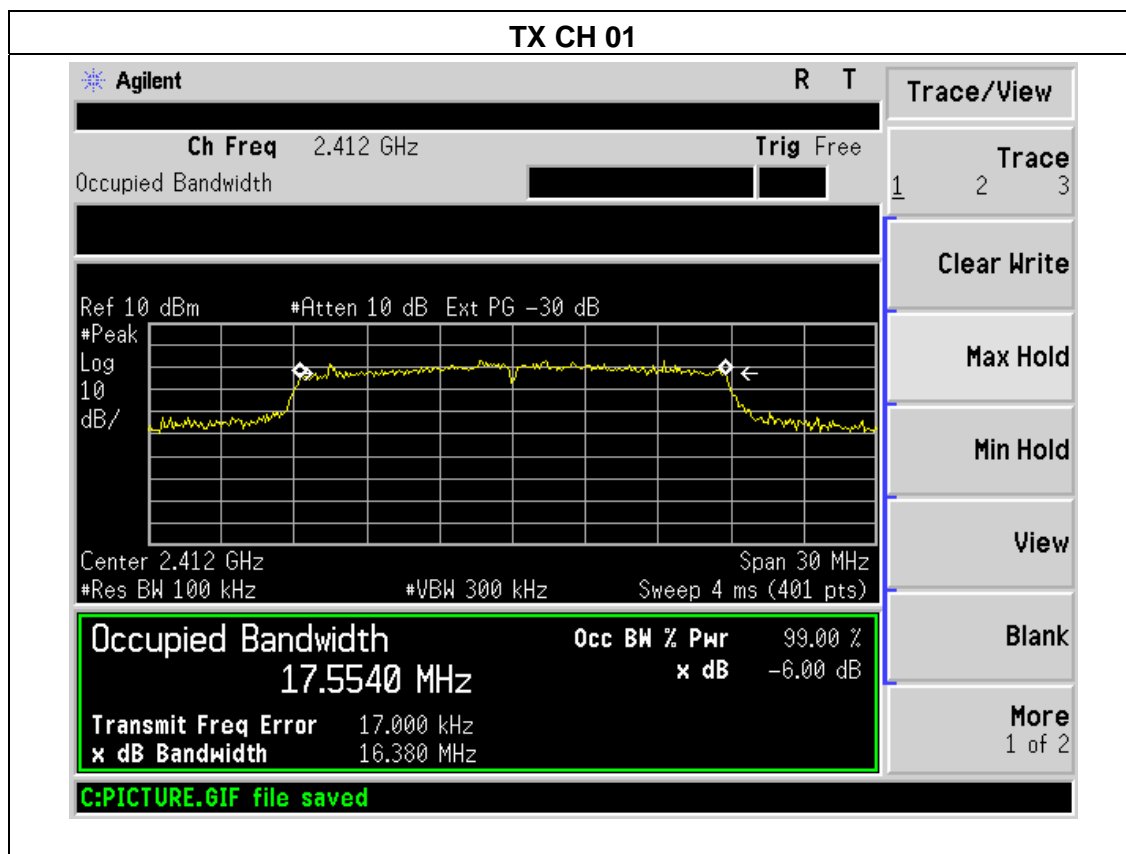 TX CH 01
Agilent R T
Trace/View
Ch Freq 2.412 GHz Trig Free
Occupied Bandwidth
Trace
1 2 3
Clear Write
Ref 10 dBm #Atten 10 dB Ext PG -30 dB
#Peak
Log
10
dB/
Max Hold
Min Hold
View
Center 2.412 GHz Span 30 MHz
#Res BW 100 kHz #VBW 300 kHz Sweep 4 ms (401 pts)
Occupied Bandwidth Occ BW % Pwr 99.00 %
17.5540 MHz x dB -6.00 dB
Transmit Freq Error 17.000 kHz
x dB Bandwidth 16.380 MHz
Blank
More
1 of 2
C:PICTURE.GIF file saved